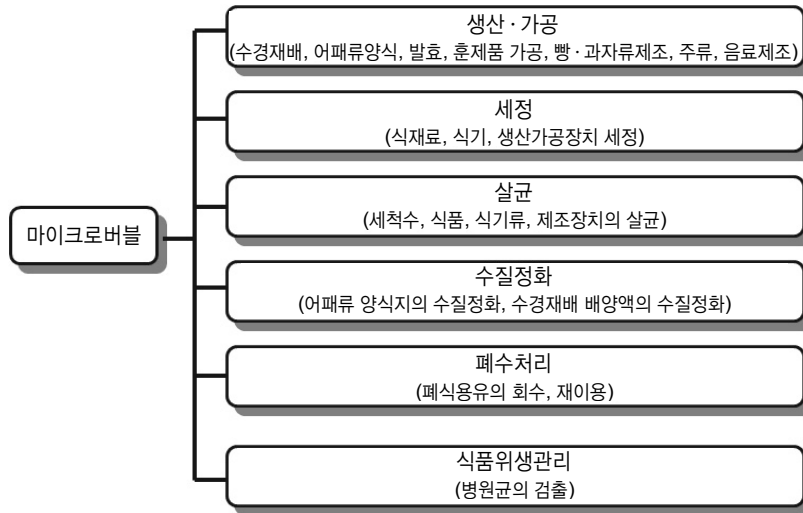 생산 · 가공
(수경재배, 어패류양식, 발효, 훈제품 가공, 빵 · 과자류제조, 주류, 음료제조)
세정
(식재료, 식기, 생산가공장치 세정)
살균
(세척수, 식품, 식기류, 제조장치의 살균)
마이크로버블
수질정화
(어패류 양식지의 수질정화, 수경재배 배양액의 수질정화)
폐수처리
(폐식용유의 회수, 재이용)
식품위생관리
(병원균의 검출)